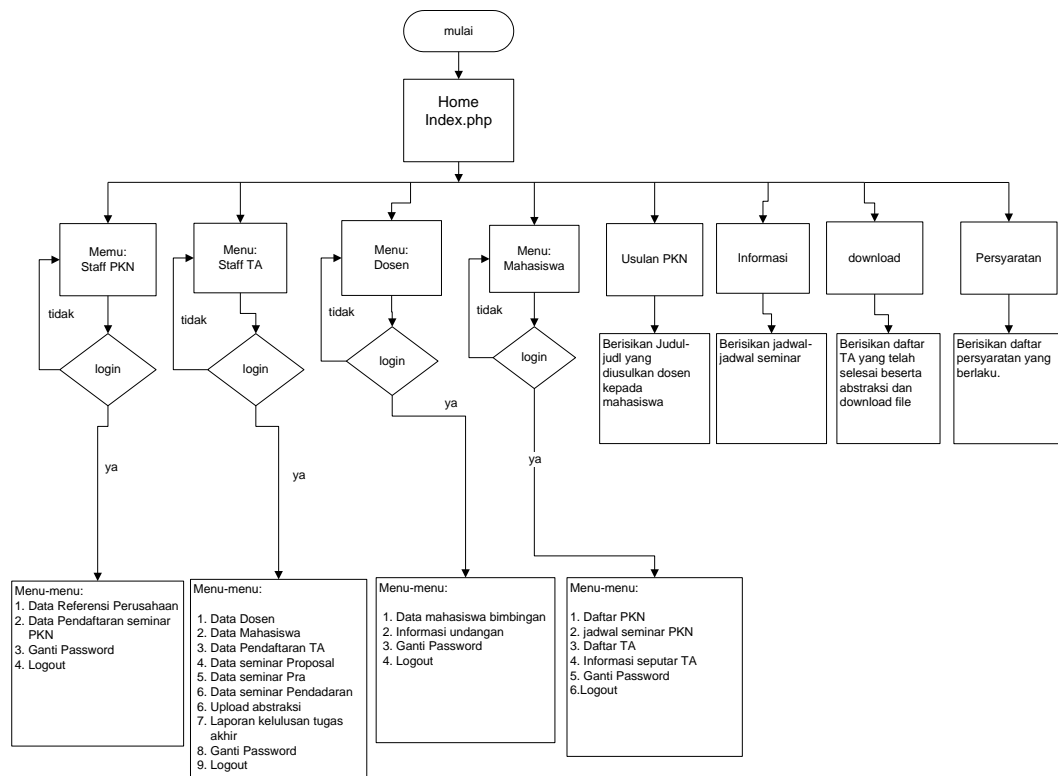 mulai
Home
Index.php
Memu:
Staff PKN
Menu:
Staff TA
Menu:
Dosen
Menu:
Mahasiswa
Usulan PKN
Informasi
download
Persyaratan
tidak
tidak
tidak
tidak
login
login
login
login
Berisikan Judul-
judl yang
diusulkan dosen
kepada
mahasiswa
Berisikan jadwal-
jadwal seminar
Berisikan daftar
TA yang telah
selesai beserta
abstraksi dan
download file
Berisikan daftar
persyaratan yang
berlaku.
ya
ya
ya
ya
Menu-menu:
1. Data Referensi Perusahaan
2. Data Pendaftaran seminar
PKN
3. Ganti Password
4. Logout
Menu-menu:
1. Data Dosen
2. Data Mahasiswa
3. Data Pendaftaran TA
4. Data seminar Proposal
5. Data seminar Pra
6. Data seminar Pendadaran
6. Upload abstraksi
7. Laporan kelulusan tugas
akhir
8. Ganti Password
9. Logout
Menu-menu:
1. Data mahasiswa bimbingan
2. Informasi undangan
3. Ganti Password
4. Logout
Menu-menu:
1. Daftar PKN
2. jadwal seminar PKN
3. Daftar TA
4. Informasi seputar TA
5. Ganti Password
6.Logout